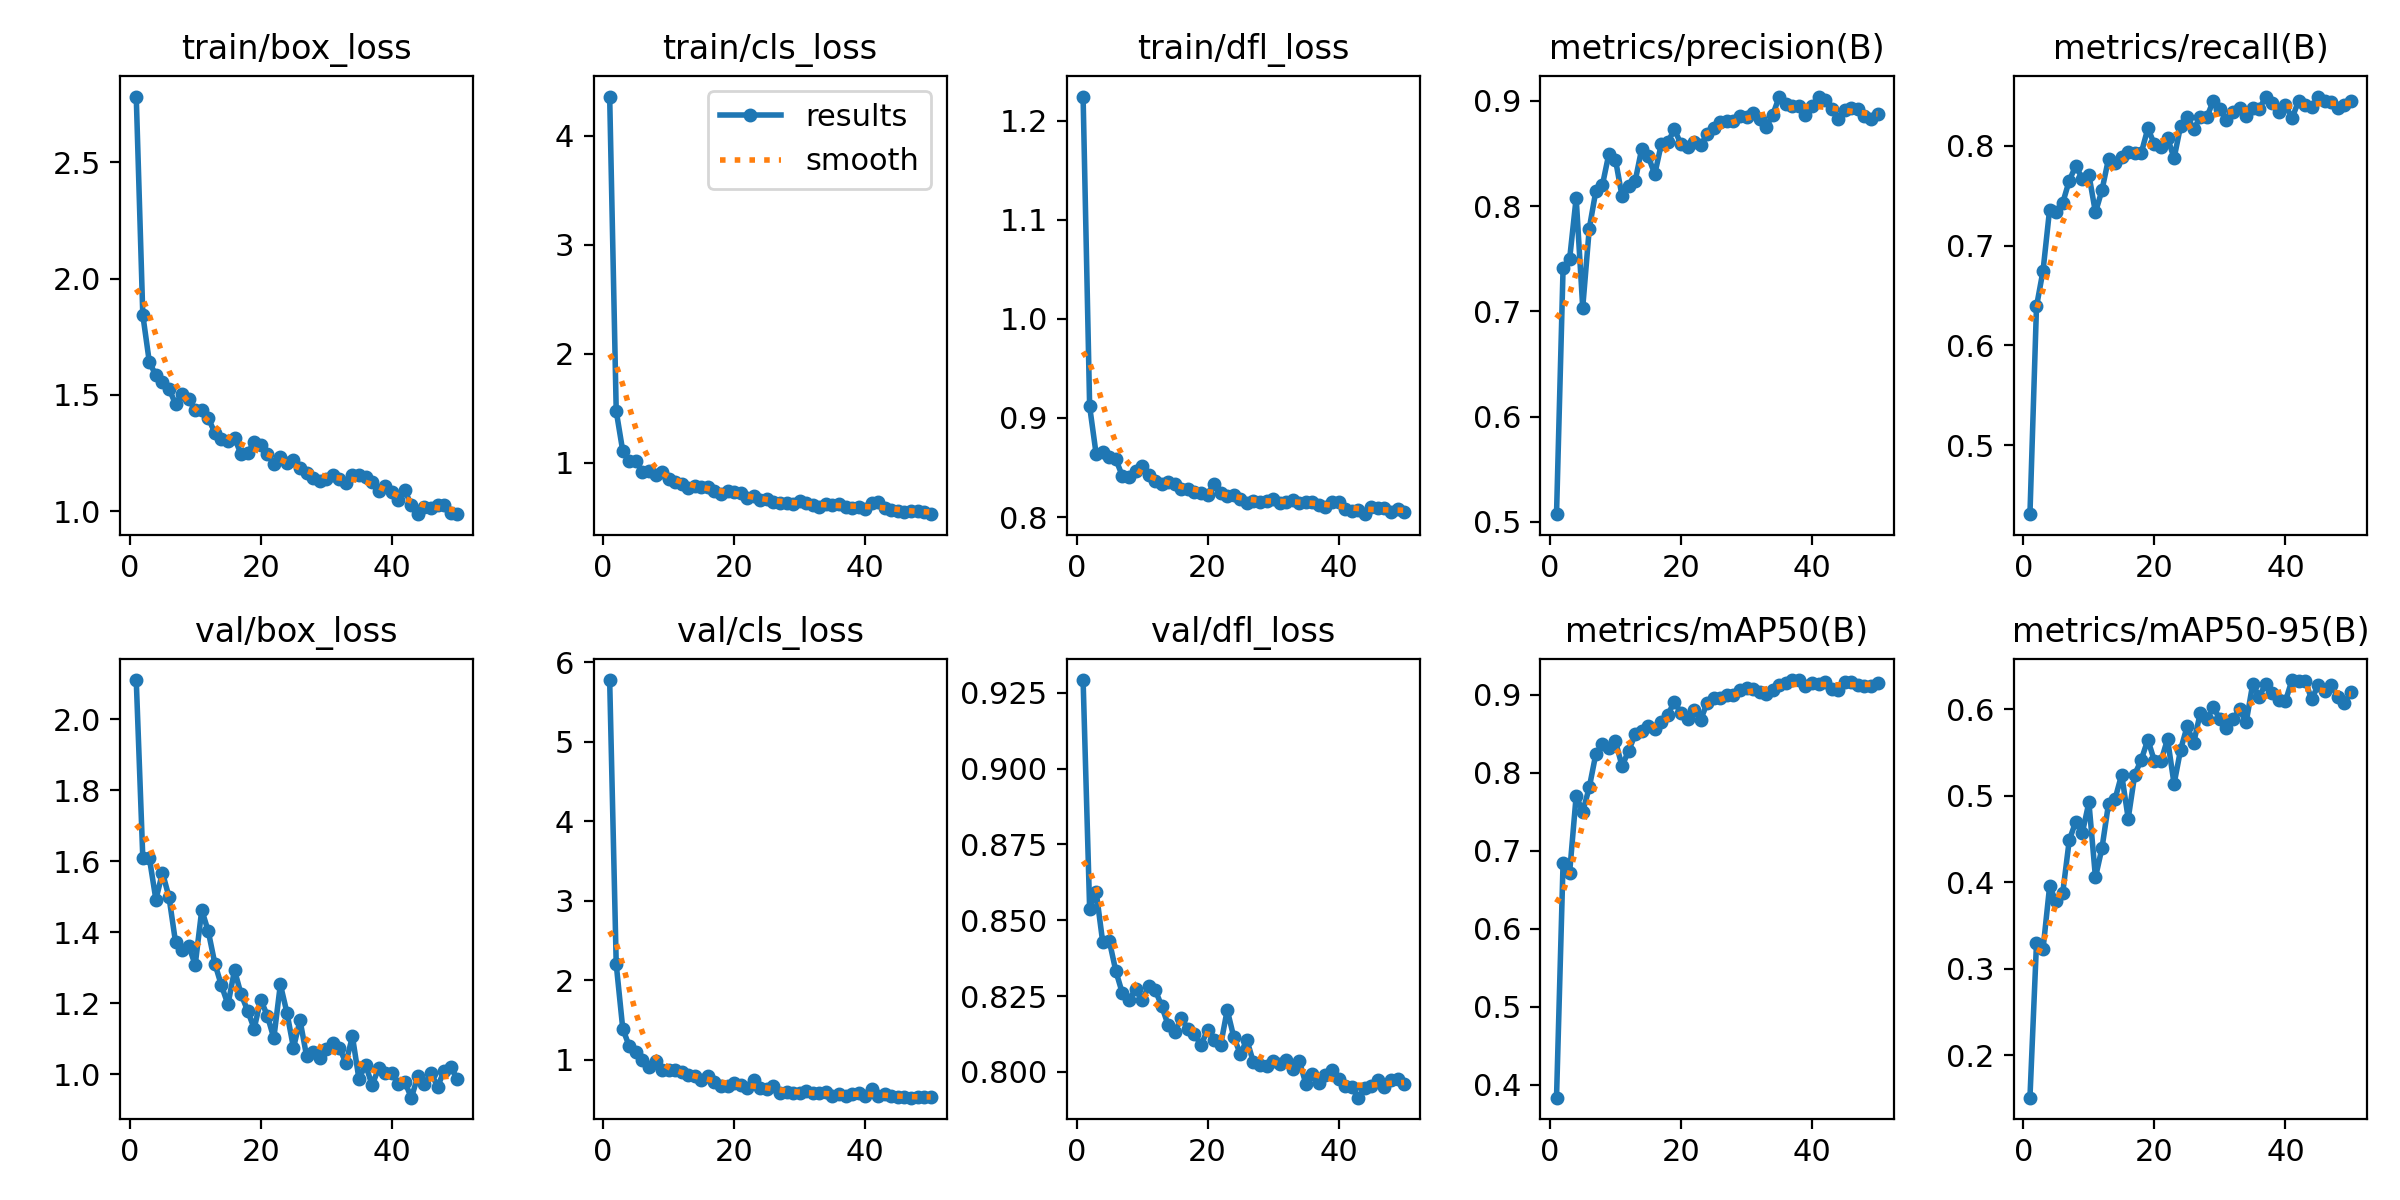 train/box_loss
2.5
2.0
1.5
1.0
0 20 40
train/cls_loss
results
smooth
4
3
2
1
0 20 40
train/dfl_loss
1.2
1.1
1.0
0.9
0.8
0 20 40
metrics/precision(B)
0.9
0.8
0.7
0.6
0.5
0 20 40
metrics/recall(B)
0.8
0.7
0.6
0.5
0 20 40
val/box_loss
2.0
1.8
1.6
1.4
1.2
1.0
0 20 40
val/cls_loss
6
5
4
3
2
1
0 20 40
val/dfl_loss
0.925
0.900
0.875
0.850
0.825
0.800
0 20 40
metrics/mAP50(B)
0.9
0.8
0.7
0.6
0.5
0.4
0 20 40
metrics/mAP50-95(B)
0.6
0.5
0.4
0.3
0.2
0 20 40